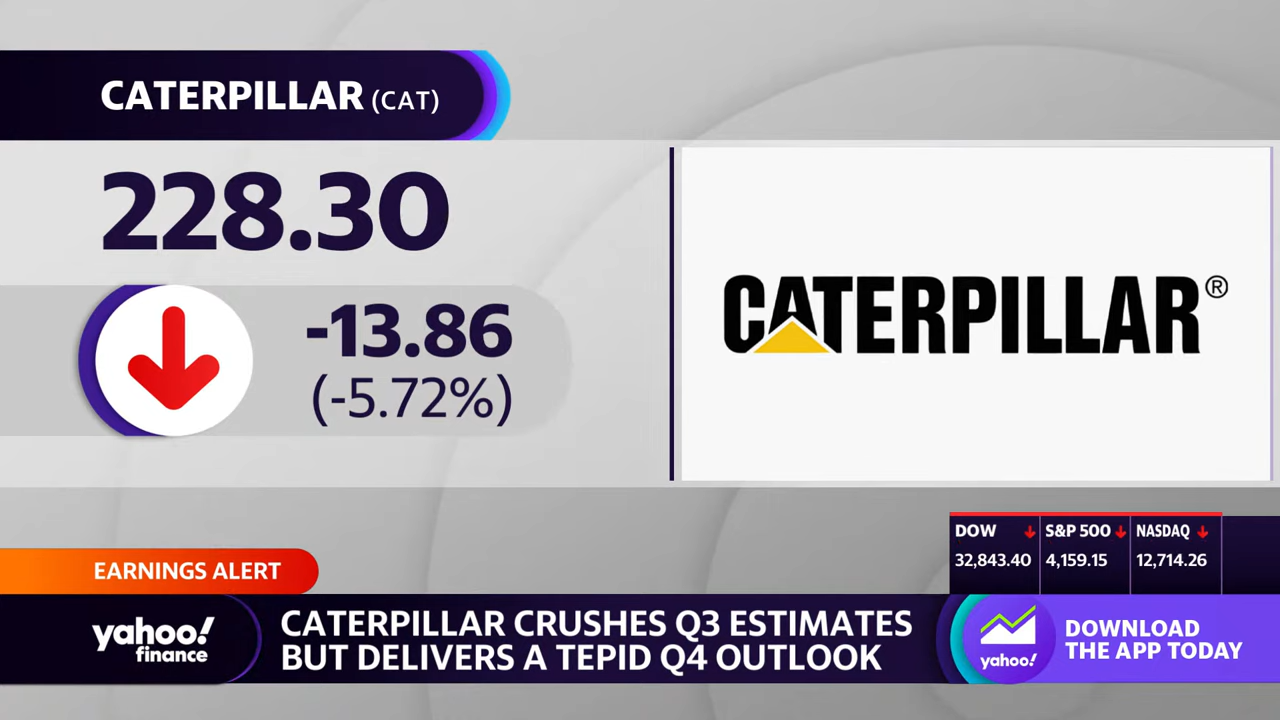 CATERPILLAR (CAT)
228.30
-13.86
(-5.72%)
CATERPILLAR®
DOW
32,843.40
S&P 500
4,159.15
NASDAQ
12,714.26
EARNINGS ALERT
yahoo!
finance
CATERPILLAR CRUSHES Q3 ESTIMATES
BUT DELIVERS A TEPID Q4 OUTLOOK
yahoo!
DOWNLOAD
THE APP TODAY